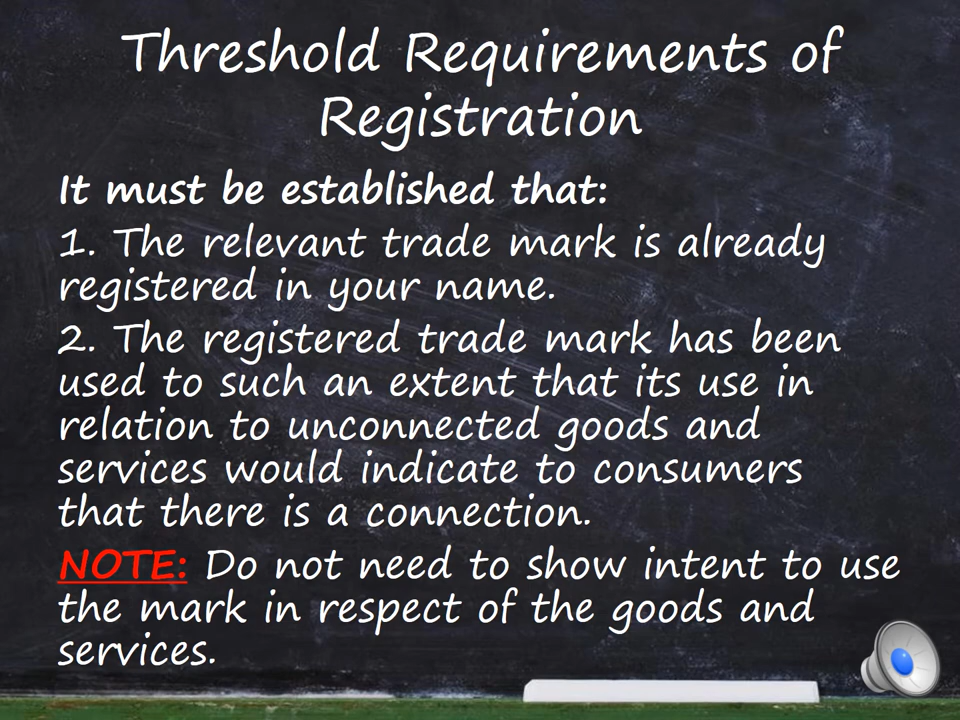 Threshold Requirements of
Registration
It must be established that:
1. The relevant trade mark is already
registered in your name.
2. The registered trade mark has been
used to such an extent that its use in
relation to unconnected goods and
services would indicate to consumers
that there is a connection.
NOTE: Do not need to show intent to use
the mark in respect of the goods and
services.